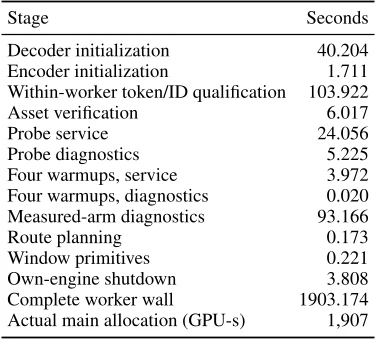 Stage Seconds
Decoder initialization 40.204
Encoder initialization 1.711
Within-worker token/ID qualification 103.922
Asset verification 6.017
Probe service 24.056
Probe diagnostics 5.225
Four warmups, service 3.972
Four warmups, diagnostics 0.020
Measured-arm diagnostics 93.166
Route planning 0.173
Window primitives 0.221
Own-engine shutdown 3.808
Complete worker wall 1903.174
Actual main allocation (GPU-s) 1,907